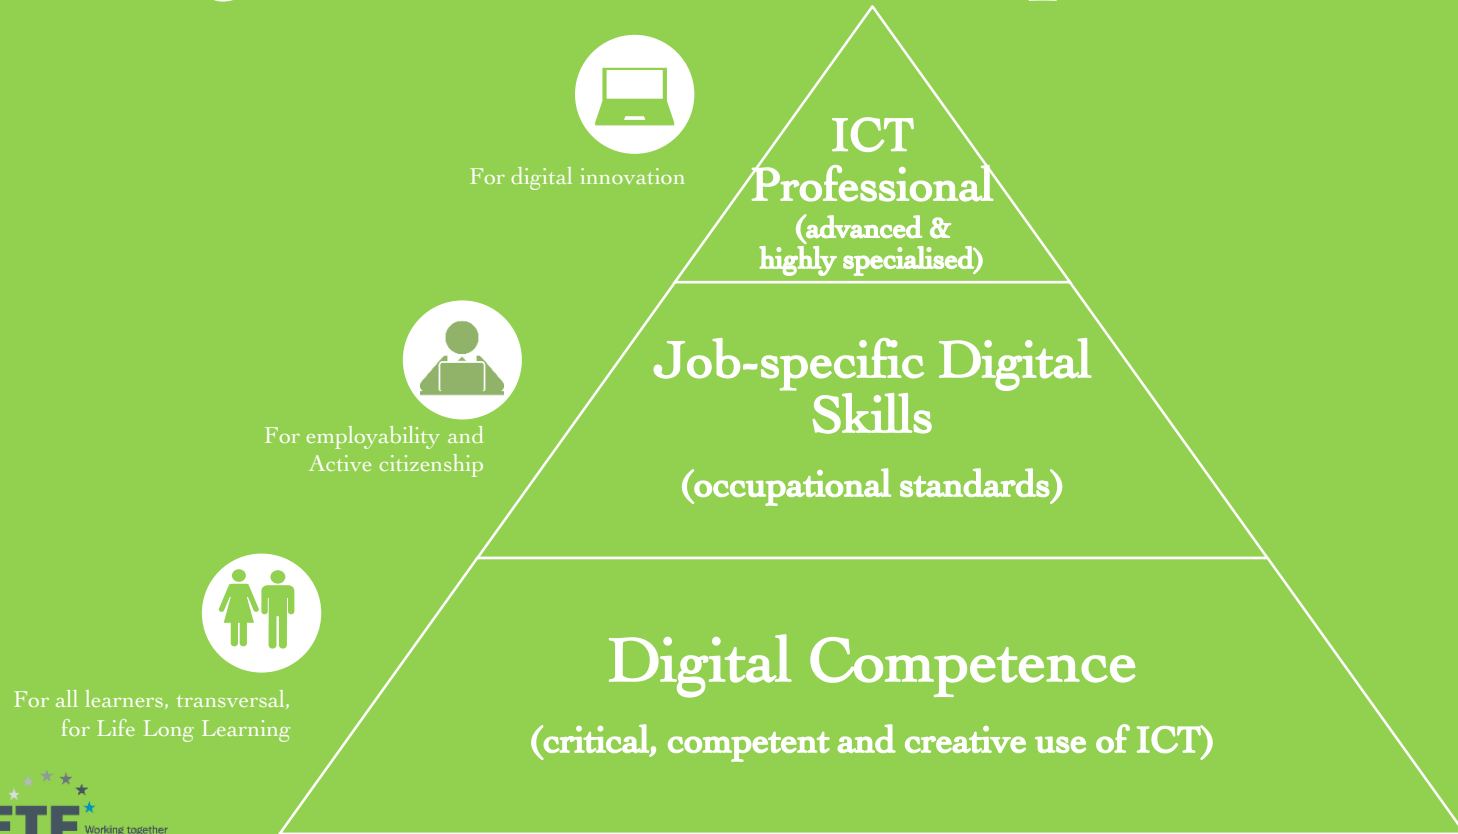 For digital innovation
ICT
Professional
(advanced &
highly specialised)
For employability and
Active citizenship
Job-specific Digital
Skills
(occupational standards)
For all learners, transversal,
for Life Long Learning
Digital Competence
(critical, competent and creative use of ICT)
Working together